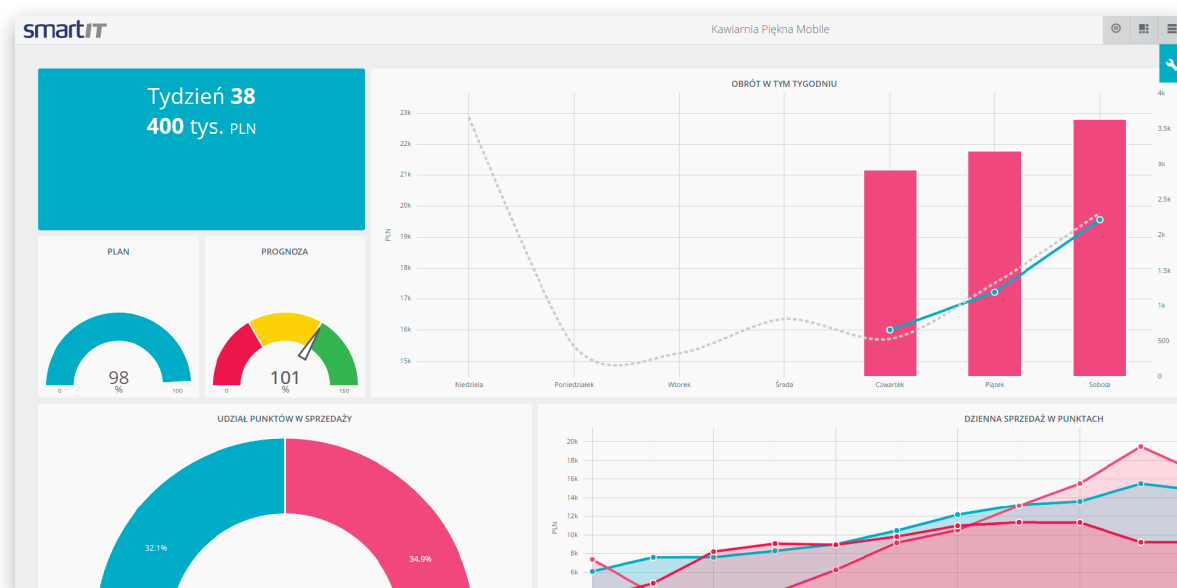 smartIT
Kawiarnia Piękna Mobile
Tydzień 38
400 tys. PLN
OBRÓT W TYM TYGODNIU
23k
22k
21k
20k
19k
18k
17k
16k
15k
PLN
4k
3.5k
3k
2.5k
2k
1.5k
1k
500
0
Niedziela
Poniedziałek
Wtorek
Środa
Czwartek
Piątek
Sobota
PLAN
98
%
0
100
PROGNOZA
101
%
0
150
UDZIAŁ PUNKTÓW W SPRZEDAŻY
32.1%
34.9%
DZIENNA SPRZEDAŻ W PUNKTACH
20k
18k
16k
14k
12k
10k
8k
6k
PLN